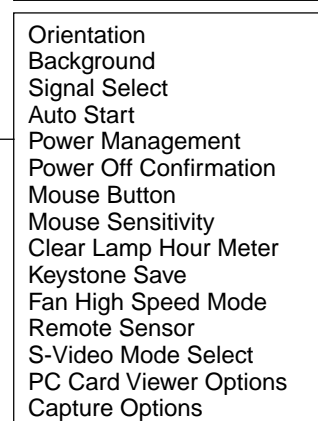 Orientation
Background
Signal Select
Auto Start
Power Management
Power Off Confirmation
Mouse Button
Mouse Sensitivity
Clear Lamp Hour Meter
Keystone Save
Fan High Speed Mode
Remote Sensor
S-Video Mode Select
PC Card Viewer Options
Capture Options